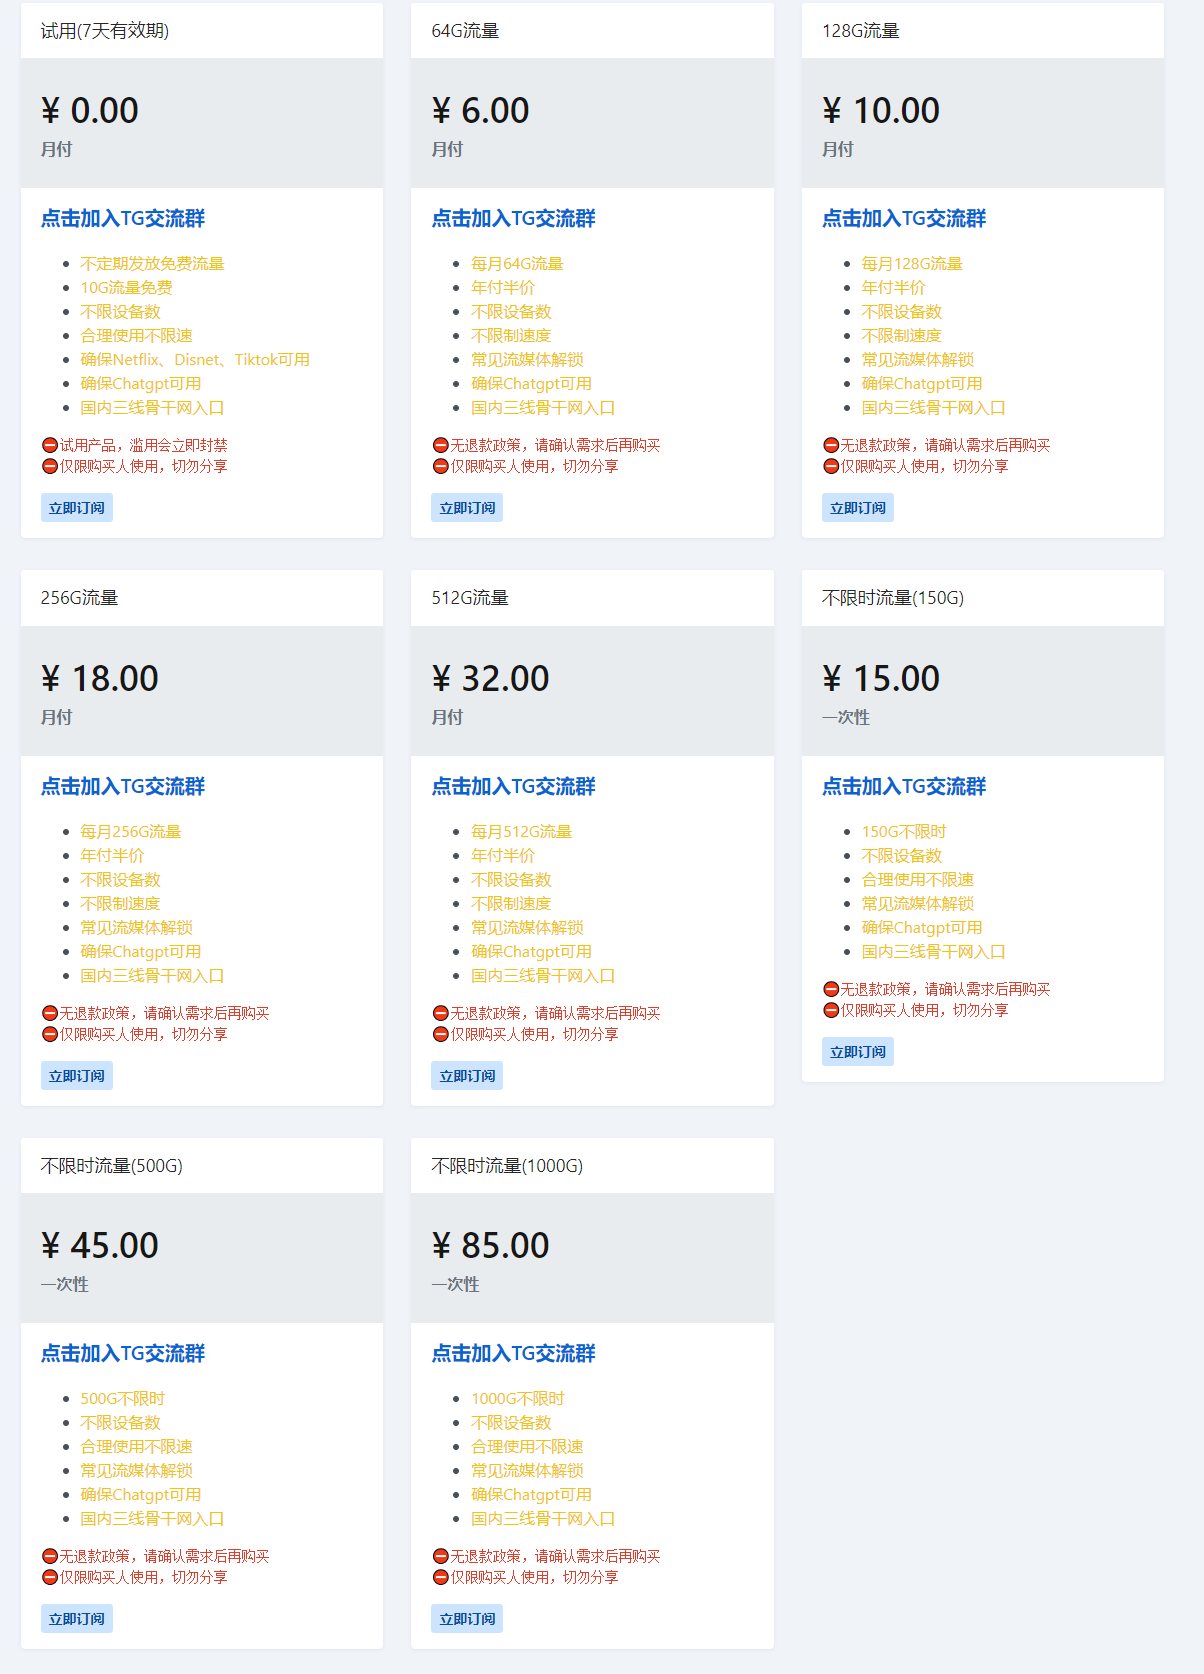 试用(7天有效期)
¥ 0.00
月付
点击加入TG交流群
不定期发放免费流量
10G流量免费
不限设备数
合理使用不限速
确保Netflix、Disnet、Tiktok可用
确保Chatgpt可用
国内三线骨干网入口
⛔试用产品，滥用会立即封禁
⛔仅限购买人使用，切勿分享
立即订阅
64G流量
¥ 6.00
月付
点击加入TG交流群
每月64G流量
年付半价
不限设备数
不限制速度
常见流媒体解锁
确保Chatgpt可用
国内三线骨干网入口
⛔无退款政策，请确认需求后再购买
⛔仅限购买人使用，切勿分享
立即订阅
128G流量
¥ 10.00
月付
点击加入TG交流群
每月128G流量
年付半价
不限设备数
不限制速度
常见流媒体解锁
确保Chatgpt可用
国内三线骨干网入口
⛔无退款政策，请确认需求后再购买
⛔仅限购买人使用，切勿分享
立即订阅
256G流量
¥ 18.00
月付
点击加入TG交流群
每月256G流量
年付半价
不限设备数
不限制速度
常见流媒体解锁
确保Chatgpt可用
国内三线骨干网入口
⛔无退款政策，请确认需求后再购买
⛔仅限购买人使用，切勿分享
立即订阅
512G流量
¥ 32.00
月付
点击加入TG交流群
每月512G流量
年付半价
不限设备数
不限制速度
常见流媒体解锁
确保Chatgpt可用
国内三线骨干网入口
⛔无退款政策，请确认需求后再购买
⛔仅限购买人使用，切勿分享
立即订阅
不限时流量(150G)
¥ 15.00
一次性
点击加入TG交流群
150G不限时
不限设备数
合理使用不限速
常见流媒体解锁
确保Chatgpt可用
国内三线骨干网入口
⛔无退款政策，请确认需求后再购买
⛔仅限购买人使用，切勿分享
立即订阅
不限时流量(500G)
¥ 45.00
一次性
点击加入TG交流群
500G不限时
不限设备数
合理使用不限速
常见流媒体解锁
确保Chatgpt可用
国内三线骨干网入口
⛔无退款政策，请确认需求后再购买
⛔仅限购买人使用，切勿分享
立即订阅
不限时流量(1000G)
¥ 85.00
一次性
点击加入TG交流群
1000G不限时
不限设备数
合理使用不限速
常见流媒体解锁
确保Chatgpt可用
国内三线骨干网入口
⛔无退款政策，请确认需求后再购买
⛔仅限购买人使用，切勿分享
立即订阅